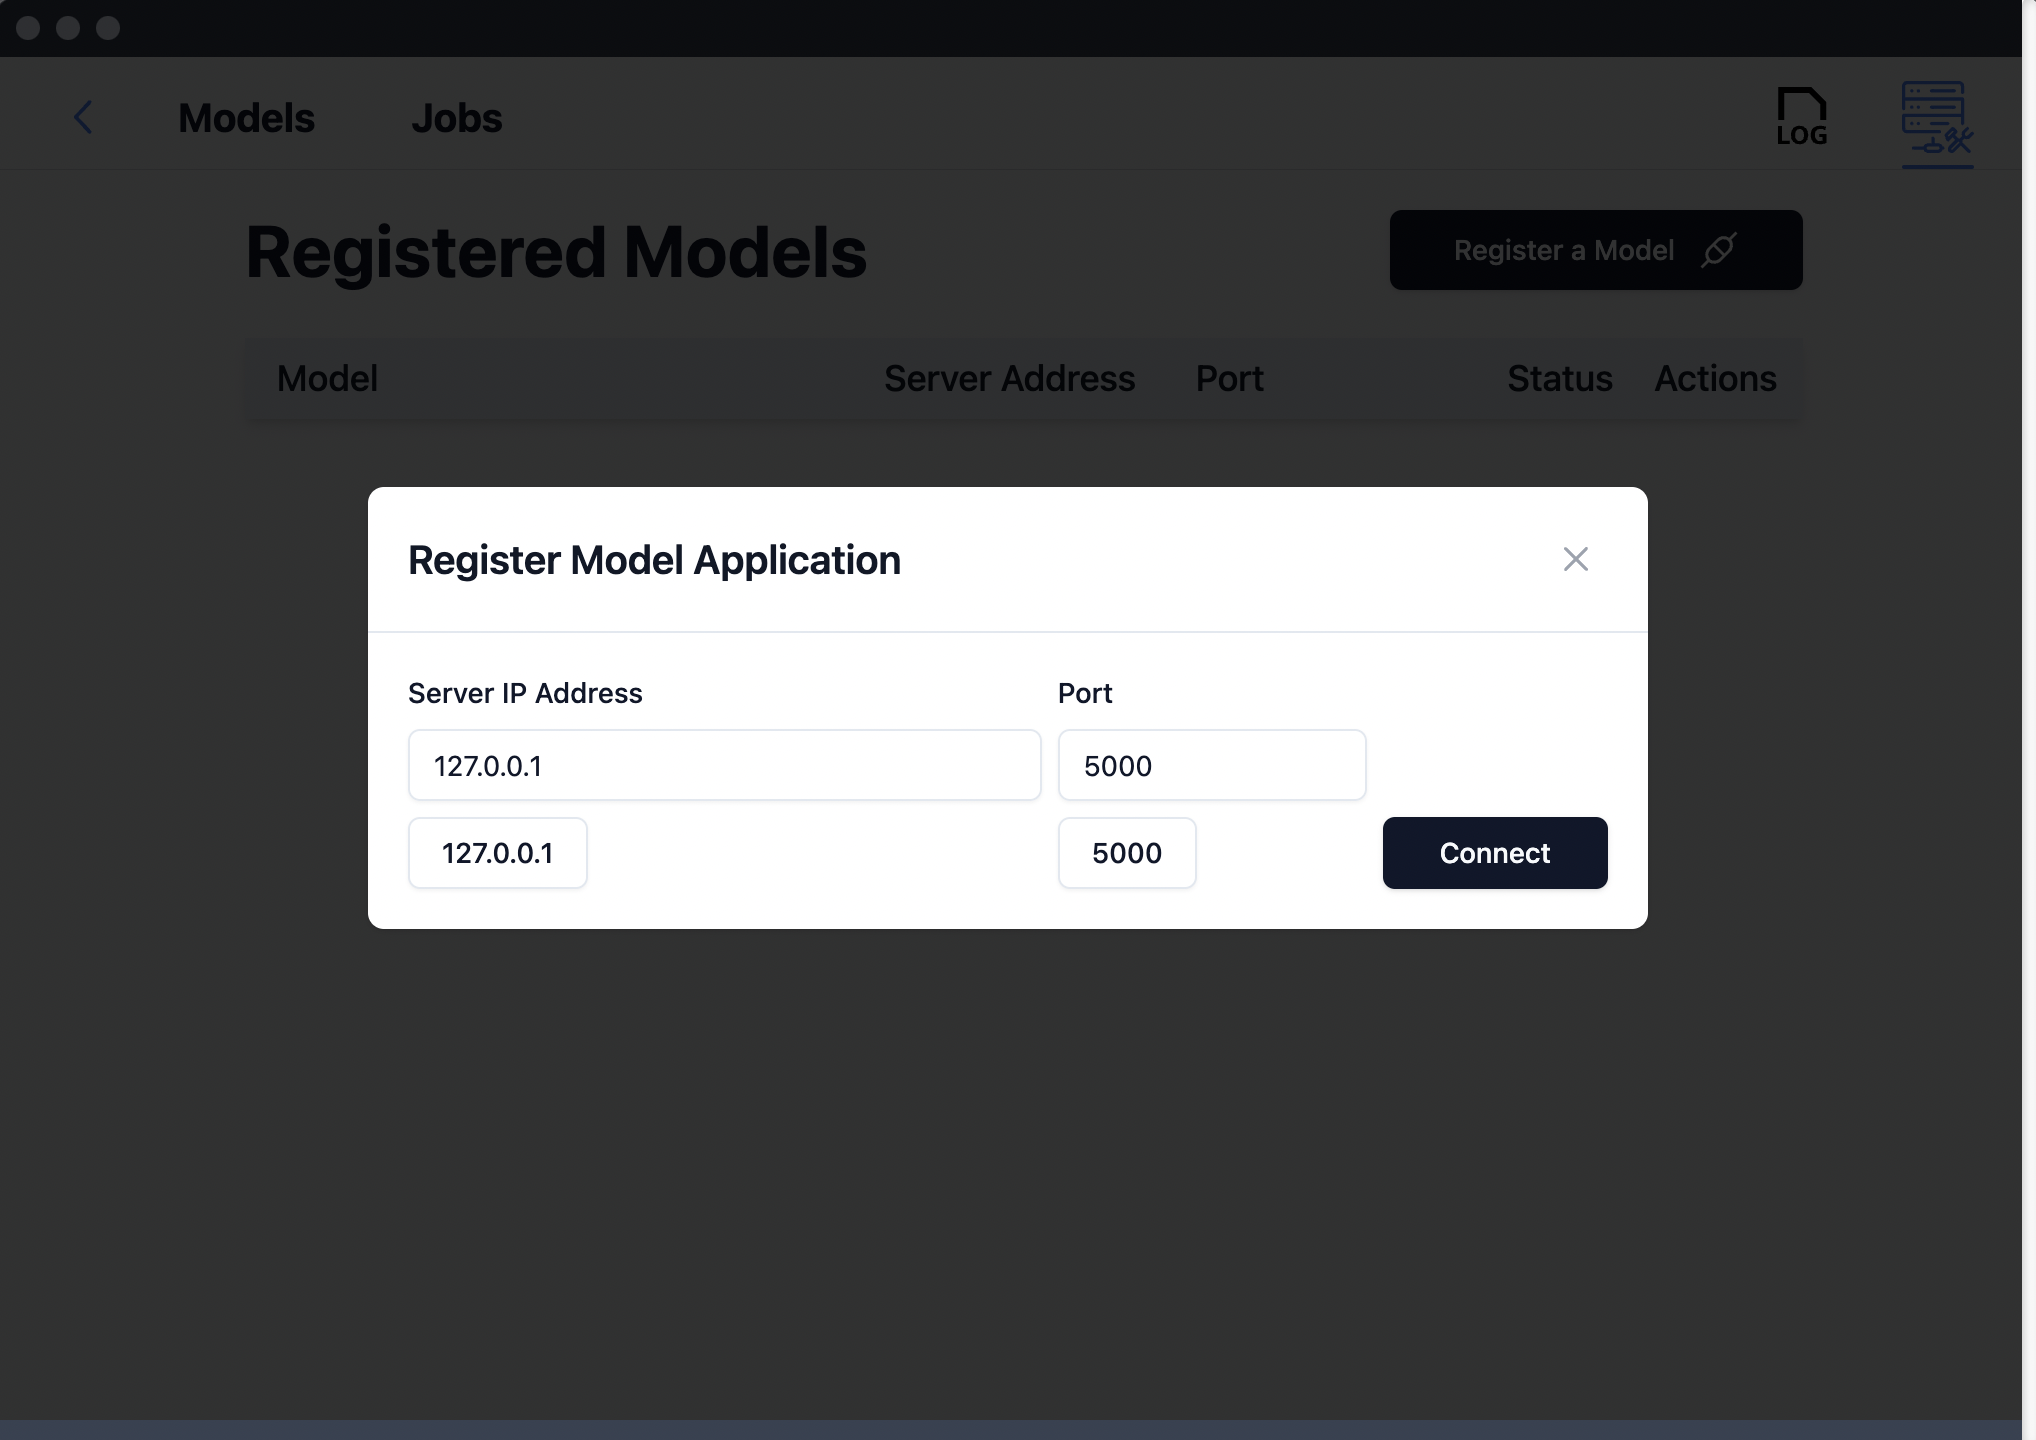 Models Jobs LOG
Registered Models Register a Model
Model Server Address Port Status Actions
Register Model Application
Server IP Address Port
127.0.0.1 5000
127.0.0.1 5000 Connect